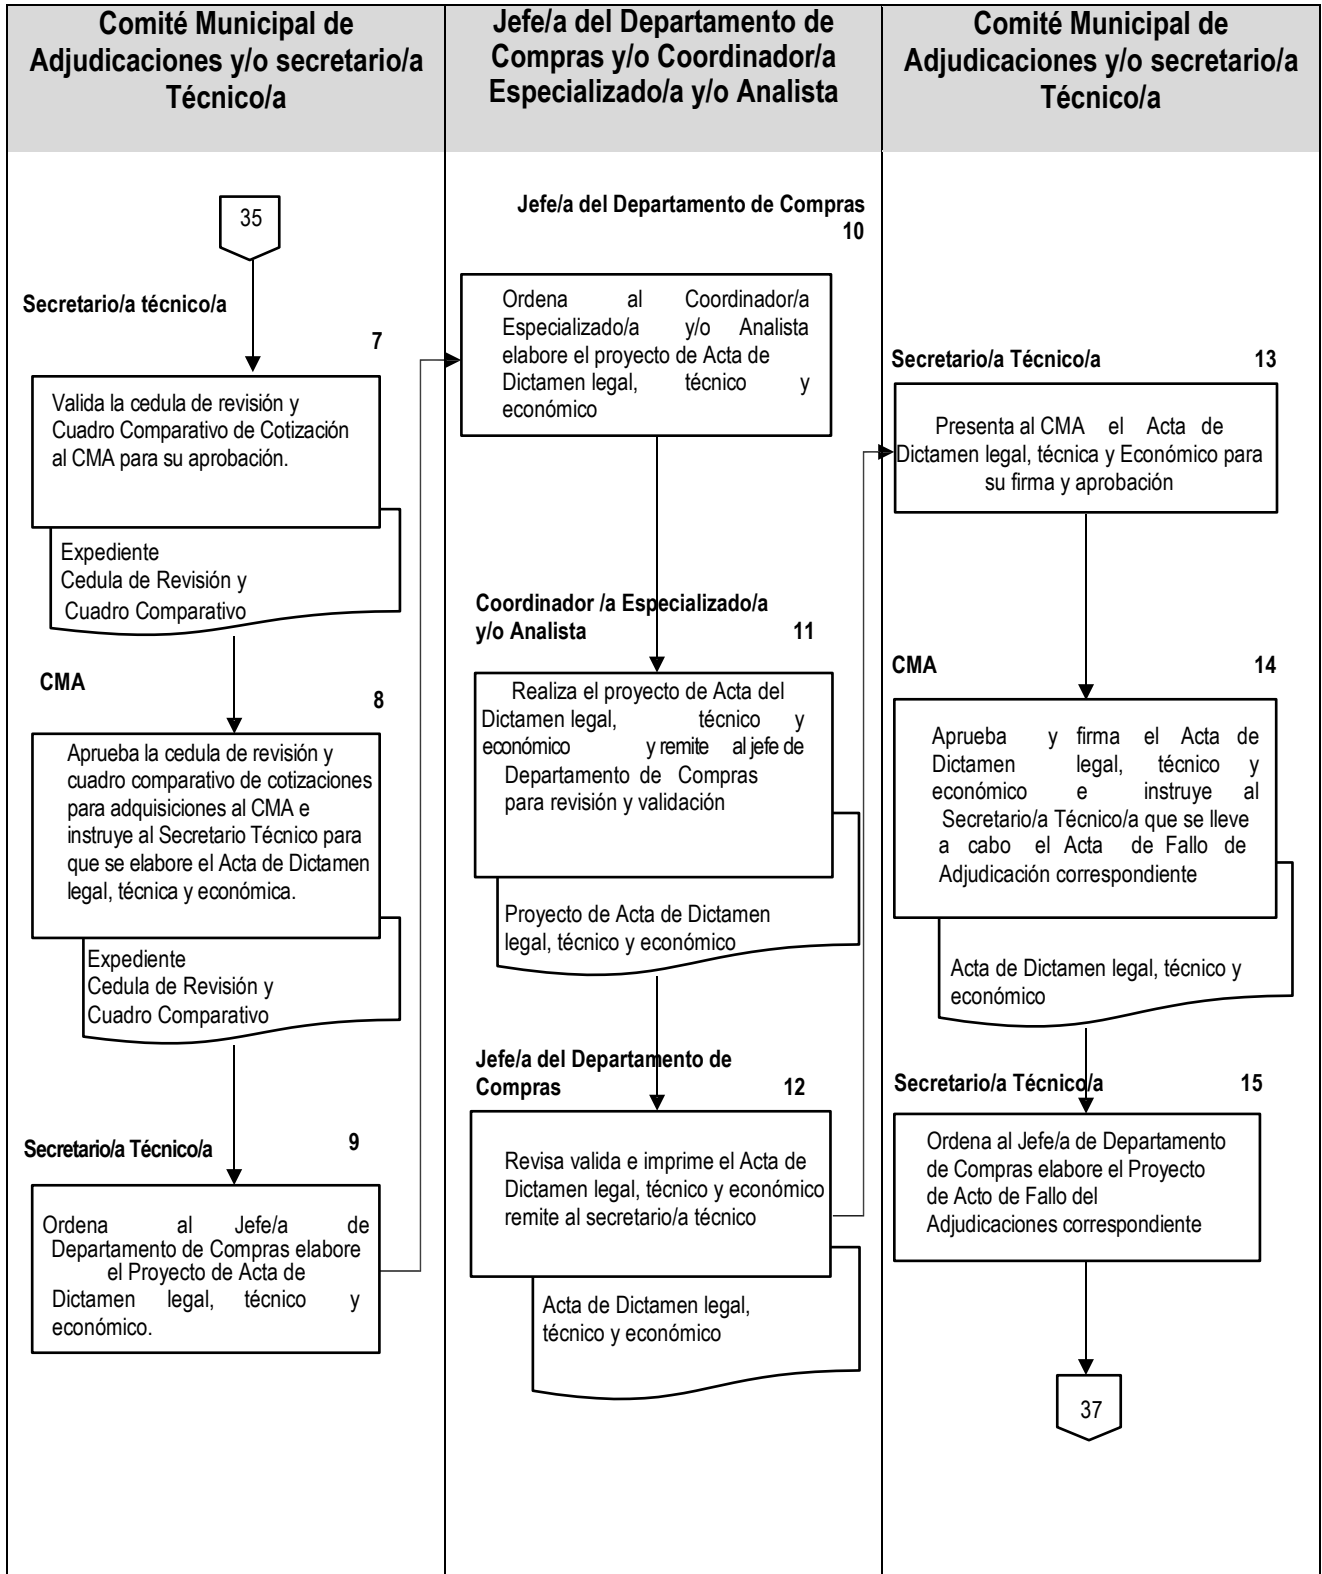 Comité Municipal de
Adjudicaciones y/o secretario/a
Técnico/a
Jefe/a del Departamento de
Compras y/o Coordinador/a
Especializado/a y/o Analista
Comité Municipal de
Adjudicaciones y/o secretario/a
Técnico/a
35
Secretario/a técnico/a
7
Valida la cedula de revisión y
Cuadro Comparativo de Cotización
al CMA para su aprobación.
Expediente
Cedula de Revisión y
Cuadro Comparativo
CMA
8
Aprueba la cedula de revisión y
cuadro comparativo de cotizaciones
para adquisiciones al CMA e
instruye al Secretario Técnico para
que se elabore el Acta de Dictamen
legal, técnica y económica.
Expediente
Cedula de Revisión y
Cuadro Comparativo
Secretario/a Técnico/a
9
Ordena al Jefe/a de
Departamento de Compras elabore
el Proyecto de Acta de
Dictamen legal, técnico y
económico.
Jefe/a del Departamento de Compras
10
Ordena al Coordinador/a
Especializado/a y/o Analista
elabore el proyecto de Acta de
Dictamen legal, técnico y
económico
Coordinador /a Especializado/a
y/o Analista 11
Realiza el proyecto de Acta del
Dictamen legal, técnico y
económico y remite al jefe de
Departamento de Compras
para revisión y validación
Proyecto de Acta de Dictamen
legal, técnico y económico
Jefe/a del Departamento de
Compras 12
Revisa valida e imprime el Acta de
Dictamen legal, técnico y económico
remite al secretario/a técnico
Acta de Dictamen legal,
técnico y económico
Secretario/a Técnico/a 13
Presenta al CMA el Acta de
Dictamen legal, técnica y Económico para
su firma y aprobación
CMA 14
Aprueba y firma el Acta de
Dictamen legal, técnico y
económico e instruye al
Secretario/a Técnico/a que se lleve
a cabo el Acta de Fallo de
Adjudicación correspondiente
Acta de Dictamen legal, técnico y
económico
Secretario/a Técnico/a 15
Ordena al Jefe/a de Departamento
de Compras elabore el Proyecto
de Acto de Fallo del
Adjudicaciones correspondiente
37